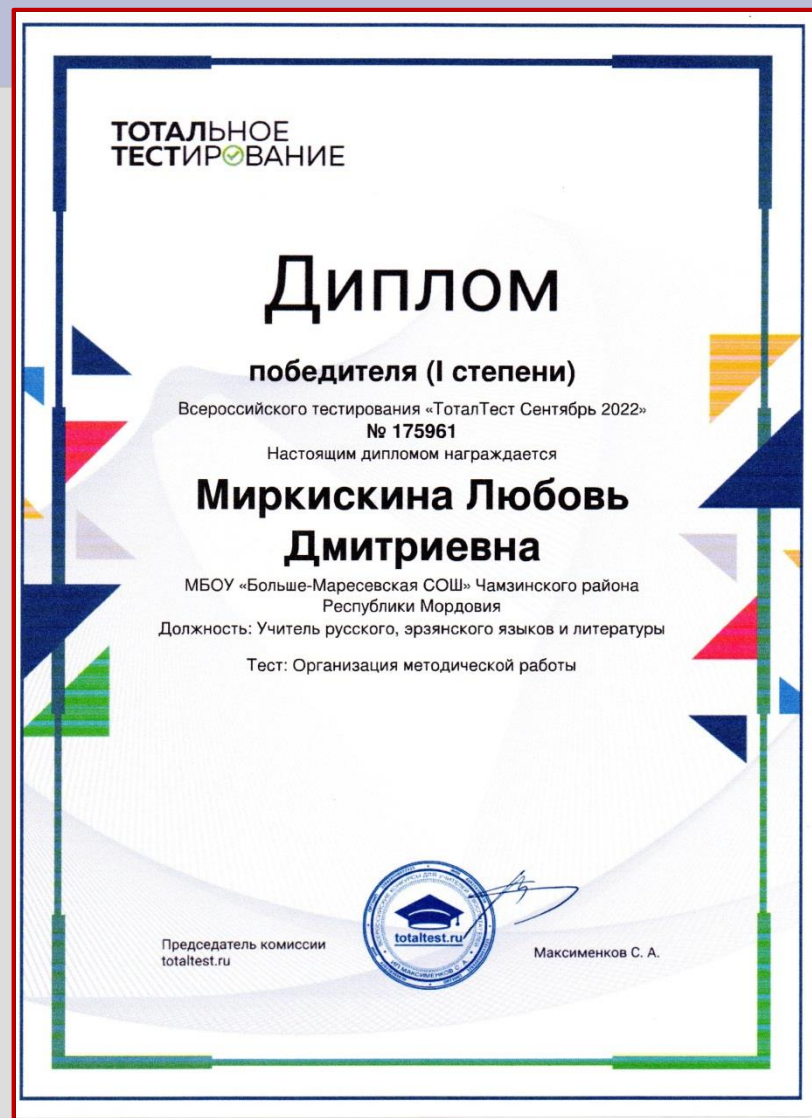 ТОТАЛЬНОЕ
ТЕСТИРОВАНИЕ
Диплом
победителя (I степени)
Всероссийского тестирования «ТоталТест Сентябрь 2022»
№ 175961
Настоящим дипломом награждается
Миркискина Любовь
Дмитриевна
МБОУ «Больше-Маресевская СОШ» Чамзинского района
Республики Мордовия
Должность: Учитель русского, эрзянского языков и литературы
Тест: Организация методической работы
Председатель комиссии
totaltest.ru
totaltest.ru
ИП МАКСИМЕНКОВ С. А.
Максименков С. А.